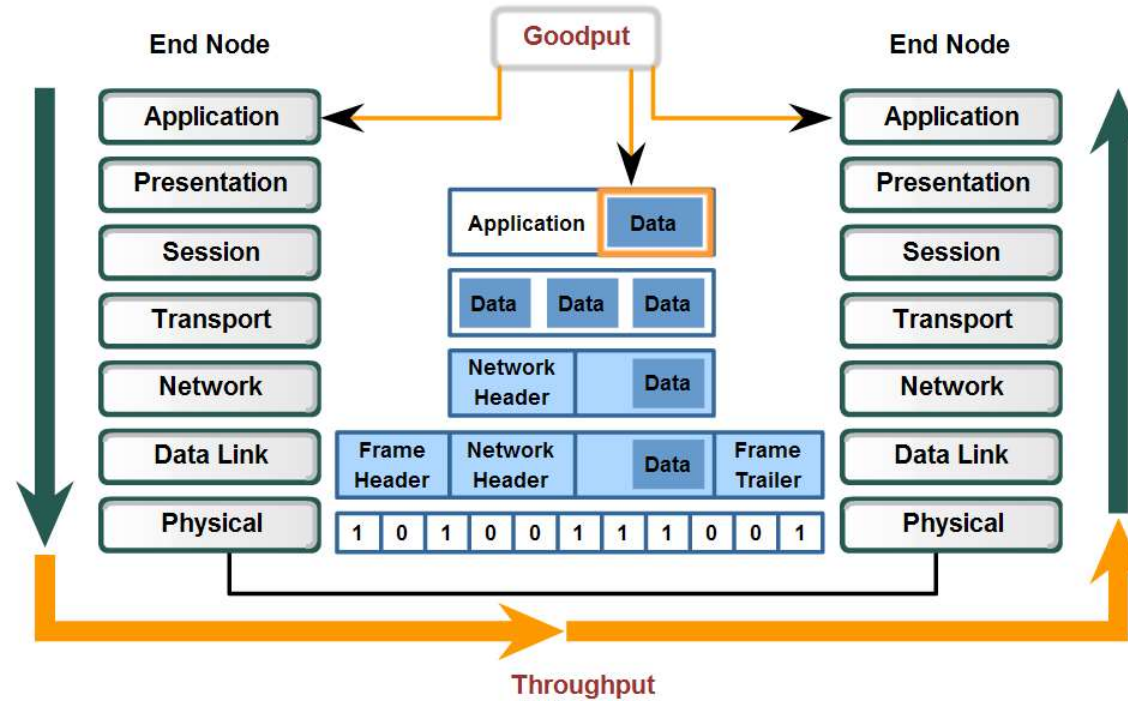 Goodput
End Node
End Node
Application
Presentation
Session
Transport
Network
Data Link
Physical
Application Data
Data Data Data
Network
Header
Data
Frame
Header
Network
Header
Data
Frame
Trailer
1 0 1 0 0 1 1 1 0 0 1
Application
Presentation
Session
Transport
Network
Data Link
Physical
Throughput